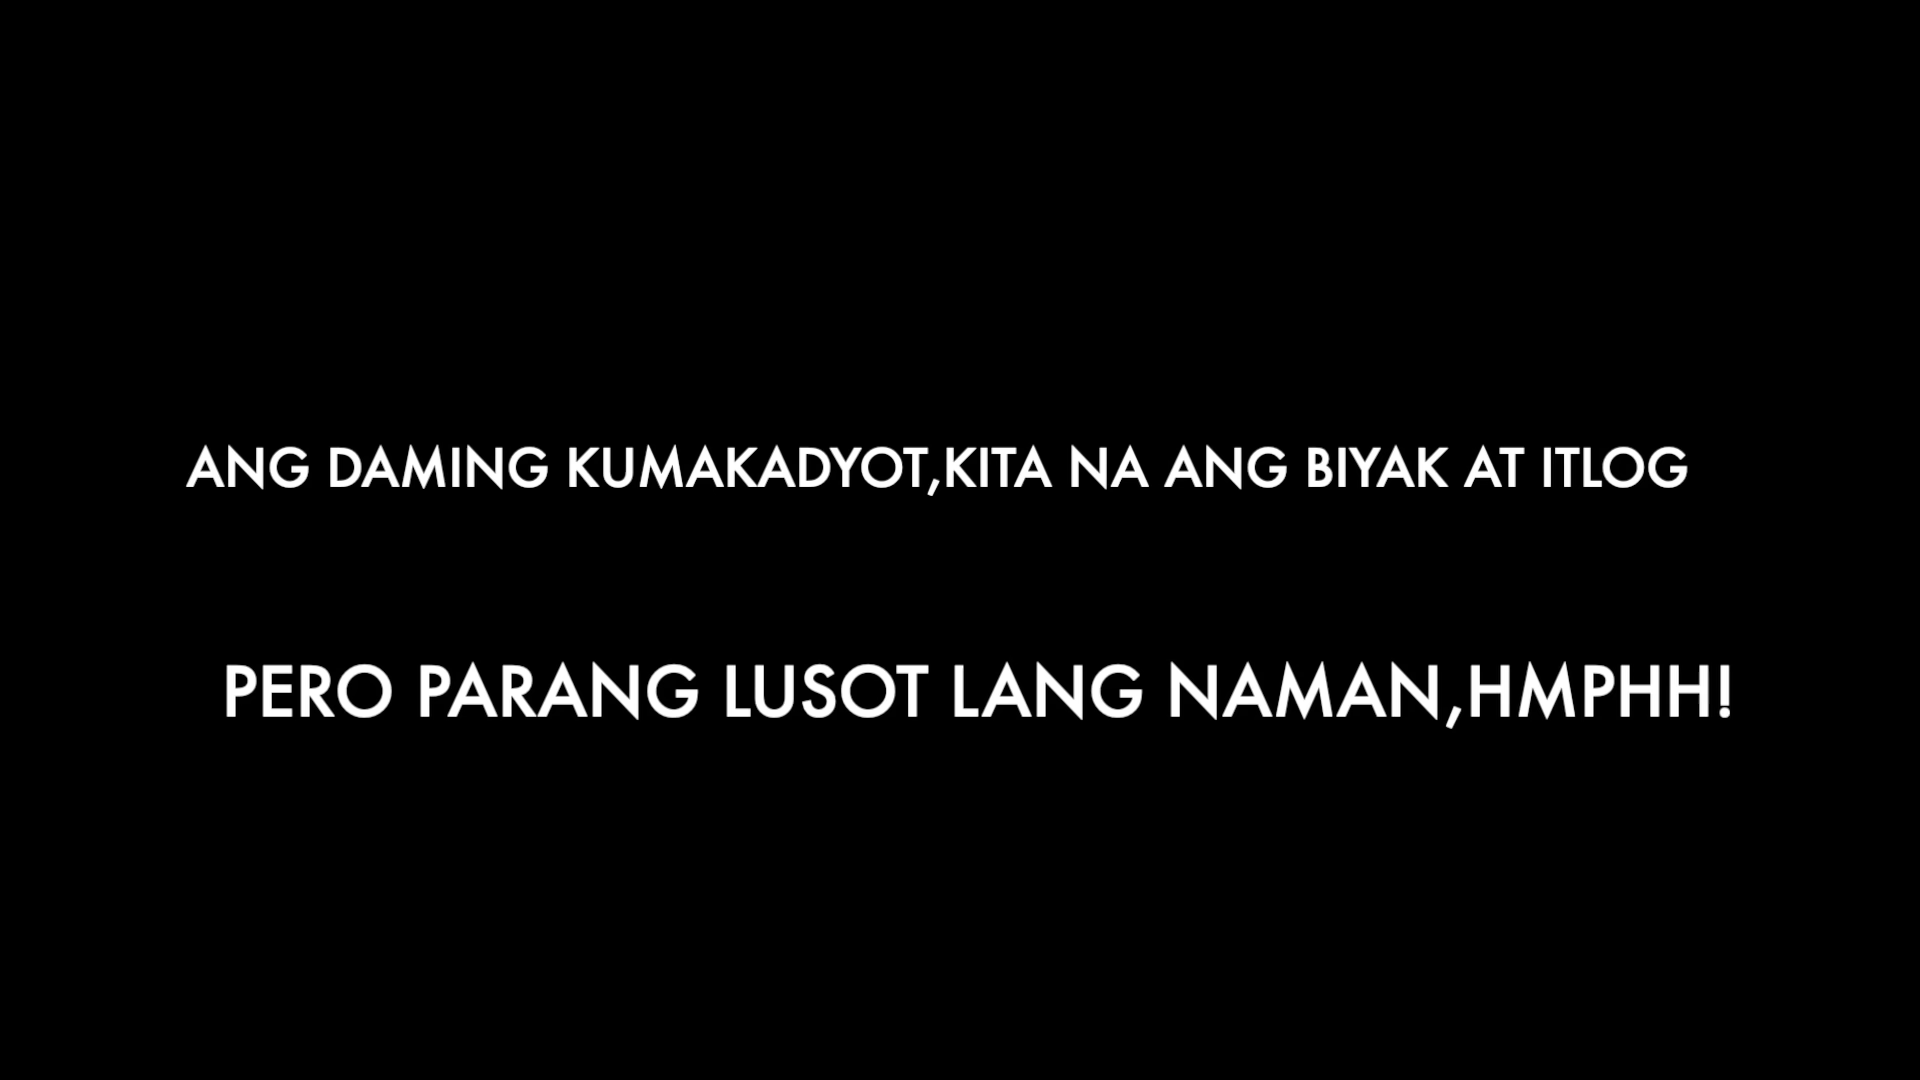 ANG DAMING KUMAKADYOT,KITA NA ANG BIYAK AT ITLOG
PERO PARANG LUSOT LANG NAMAN,HMPHH!